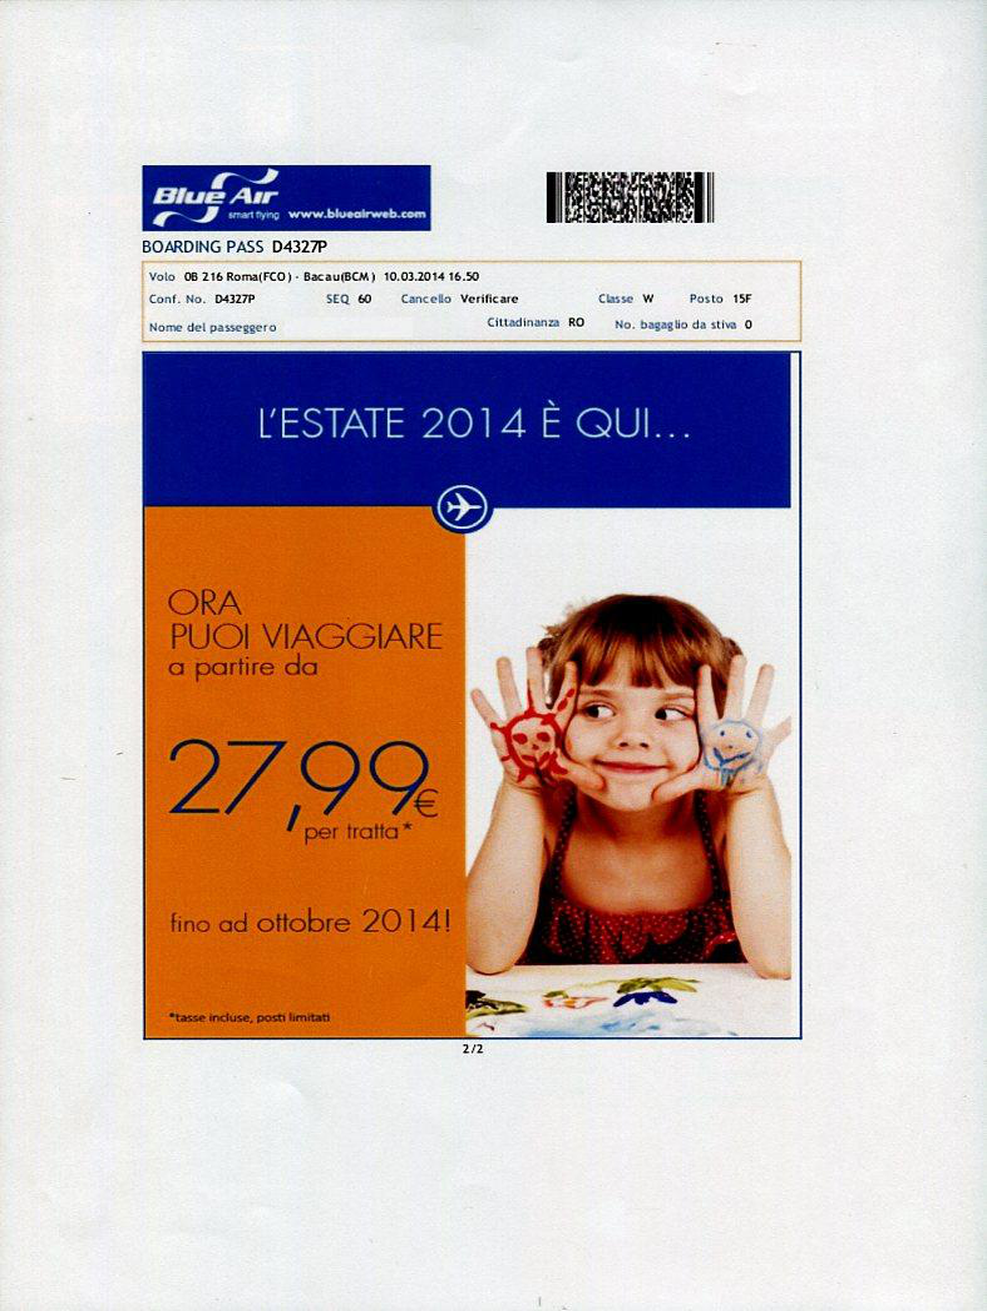 Blue Air
smart flying www.blueairweb.com
BOARDING PASS D4327P
Volo 0B 216 Roma(FCO) - Bacau(BCM) 10.03.2014 16.50
Conf. No. D4327P SEQ 60 Cancello Verificare Classe W Posto 15F
Nome del passeggero Cittadinanza RO No. bagaglio da stiva 0
L'ESTATE 2014 È QUI...
ORA
PUOI VIAGGIARE
a partire da
27,99€
per tratta*
fino ad ottobre 2014!
*tasse incluse, posti limitati
2/2